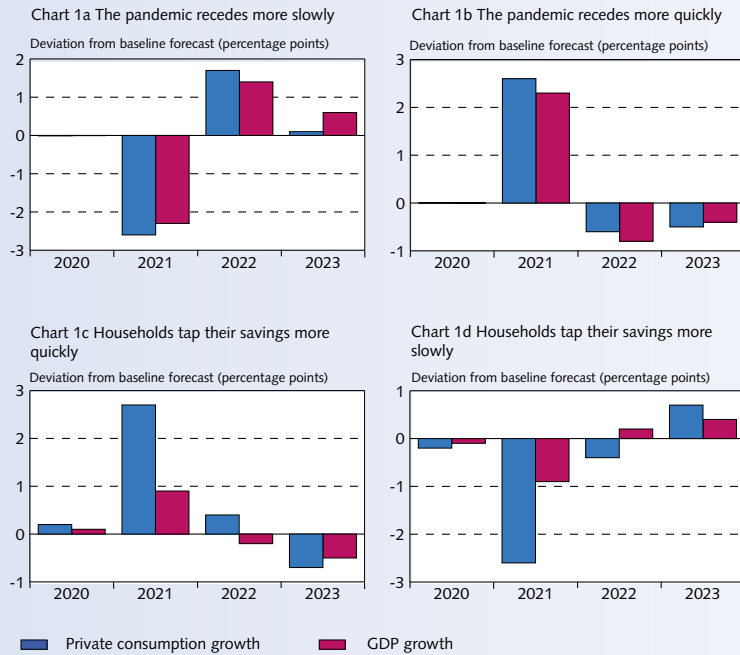 Chart 1a The pandemic recedes more slowly
Deviation from baseline forecast (percentage points)
2
1
0
-1
-2
-3
2020 2021 2022 2023
Chart 1b The pandemic recedes more quickly
Deviation from baseline forecast (percentage points)
3
2
1
0
-1
2020 2021 2022 2023
Chart 1c Households tap their savings more
quickly
Deviation from baseline forecast (percentage points)
3
2
1
0
-1
2020 2021 2022 2023
Chart 1d Households tap their savings more
slowly
Deviation from baseline forecast (percentage points)
1
0
-1
-2
-3
2020 2021 2022 2023
Private consumption growth GDP growth